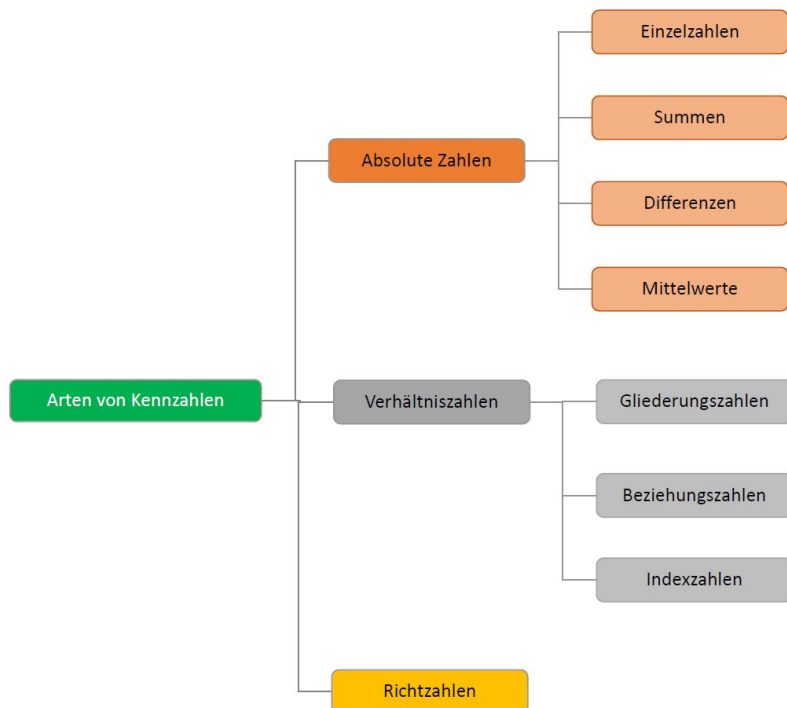 Einzelzahlen
Summen
Absolute Zahlen
Differenzen
Mittelwerte
Arten von Kennzahlen
Verhältniszahlen
Gliederungszahlen
Beziehungszahlen
Indexzahlen
Richtzahlen